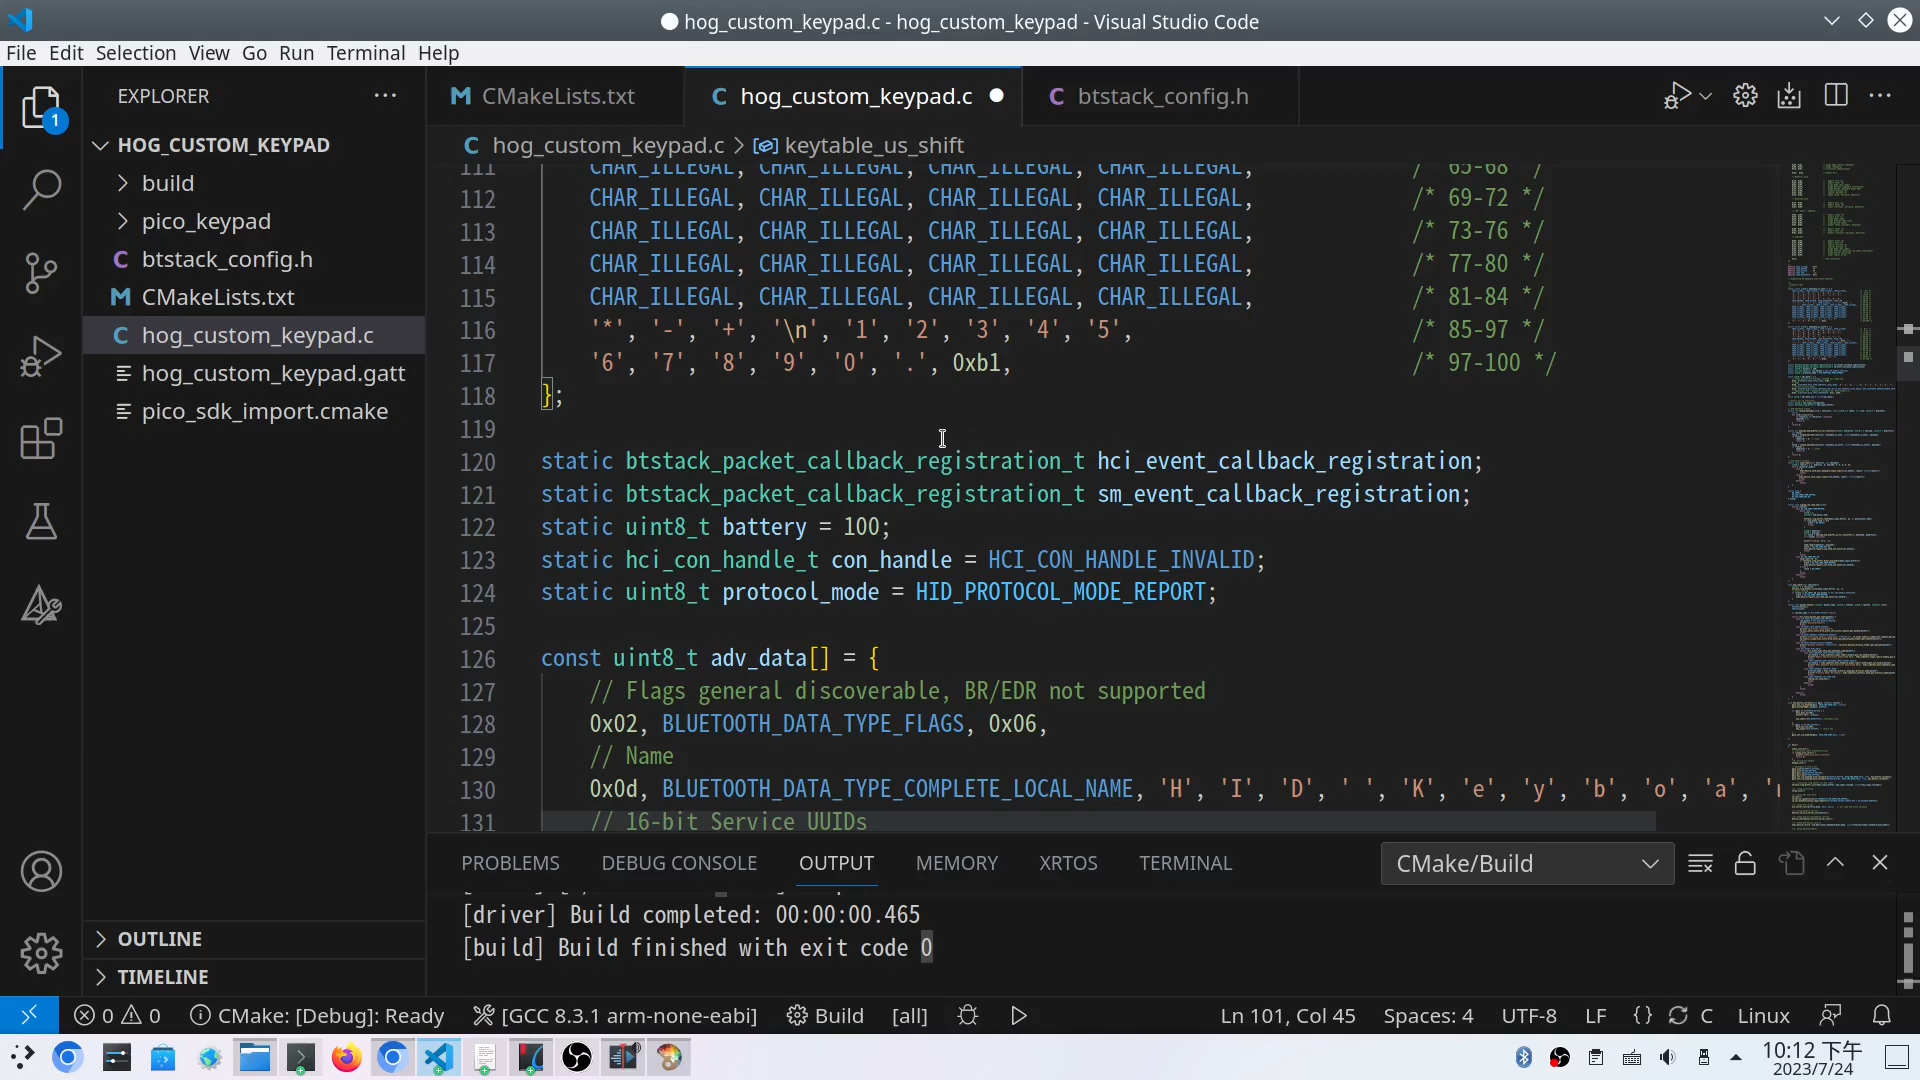 hog_custom_keypad.c - hog_custom_keypad - Visual Studio Code
File Edit Selection View Go Run Terminal Help
EXPLORER
HOG_CUSTOM_KEYPAD
build
pico_keypad
C btstack_config.h
M CMakeLists.txt
C hog_custom_keypad.c
hog_custom_keypad.gatt
pico_sdk_import.cmake
OUTLINE
TIMELINE
1
M CMakeLists.txt
C hog_custom_keypad.c
C btstack_config.h
C hog_custom_keypad.c > keytable_us_shift
111 CHAR_ILLEGAL, CHAR_ILLEGAL, CHAR_ILLEGAL, CHAR_ILLEGAL, /* 65-68 */
112 CHAR_ILLEGAL, CHAR_ILLEGAL, CHAR_ILLEGAL, CHAR_ILLEGAL, /* 69-72 */
113 CHAR_ILLEGAL, CHAR_ILLEGAL, CHAR_ILLEGAL, CHAR_ILLEGAL, /* 73-76 */
114 CHAR_ILLEGAL, CHAR_ILLEGAL, CHAR_ILLEGAL, CHAR_ILLEGAL, /* 77-80 */
115 CHAR_ILLEGAL, CHAR_ILLEGAL, CHAR_ILLEGAL, CHAR_ILLEGAL, /* 81-84 */
116 '*', '-', '+', '\n', '1', '2', '3', '4', '5', /* 85-97 */
117 '6', '7', '8', '9', '0', '.', 0xb1, /* 97-100 */
118 };
119
120 static btstack_packet_callback_registration_t hci_event_callback_registration;
121 static btstack_packet_callback_registration_t sm_event_callback_registration;
122 static uint8_t battery = 100;
123 static hci_con_handle_t con_handle = HCI_CON_HANDLE_INVALID;
124 static uint8_t protocol_mode = HID_PROTOCOL_MODE_REPORT;
125
126 const uint8_t adv_data[] = {
127 // Flags general discoverable, BR/EDR not supported
128 0x02, BLUETOOTH_DATA_TYPE_FLAGS, 0x06,
129 // Name
130 0x0d, BLUETOOTH_DATA_TYPE_COMPLETE_LOCAL_NAME, 'H', 'I', 'D', ' ', 'K', 'e', 'y', 'b', 'o', 'a',
131 // 16-bit Service UUIDs
PROBLEMS DEBUG CONSOLE OUTPUT MEMORY XRTOS TERMINAL CMake/Build
[driver] Build completed: 00:00:00.465
[build] Build finished with exit code 0
0 0 CMake: [Debug]: Ready [GCC 8.3.1 arm-none-eabi] Build [all] Ln 101, Col 45 Spaces: 4 UTF-8 LF {} C Linux
10:12 下午
2023/7/24